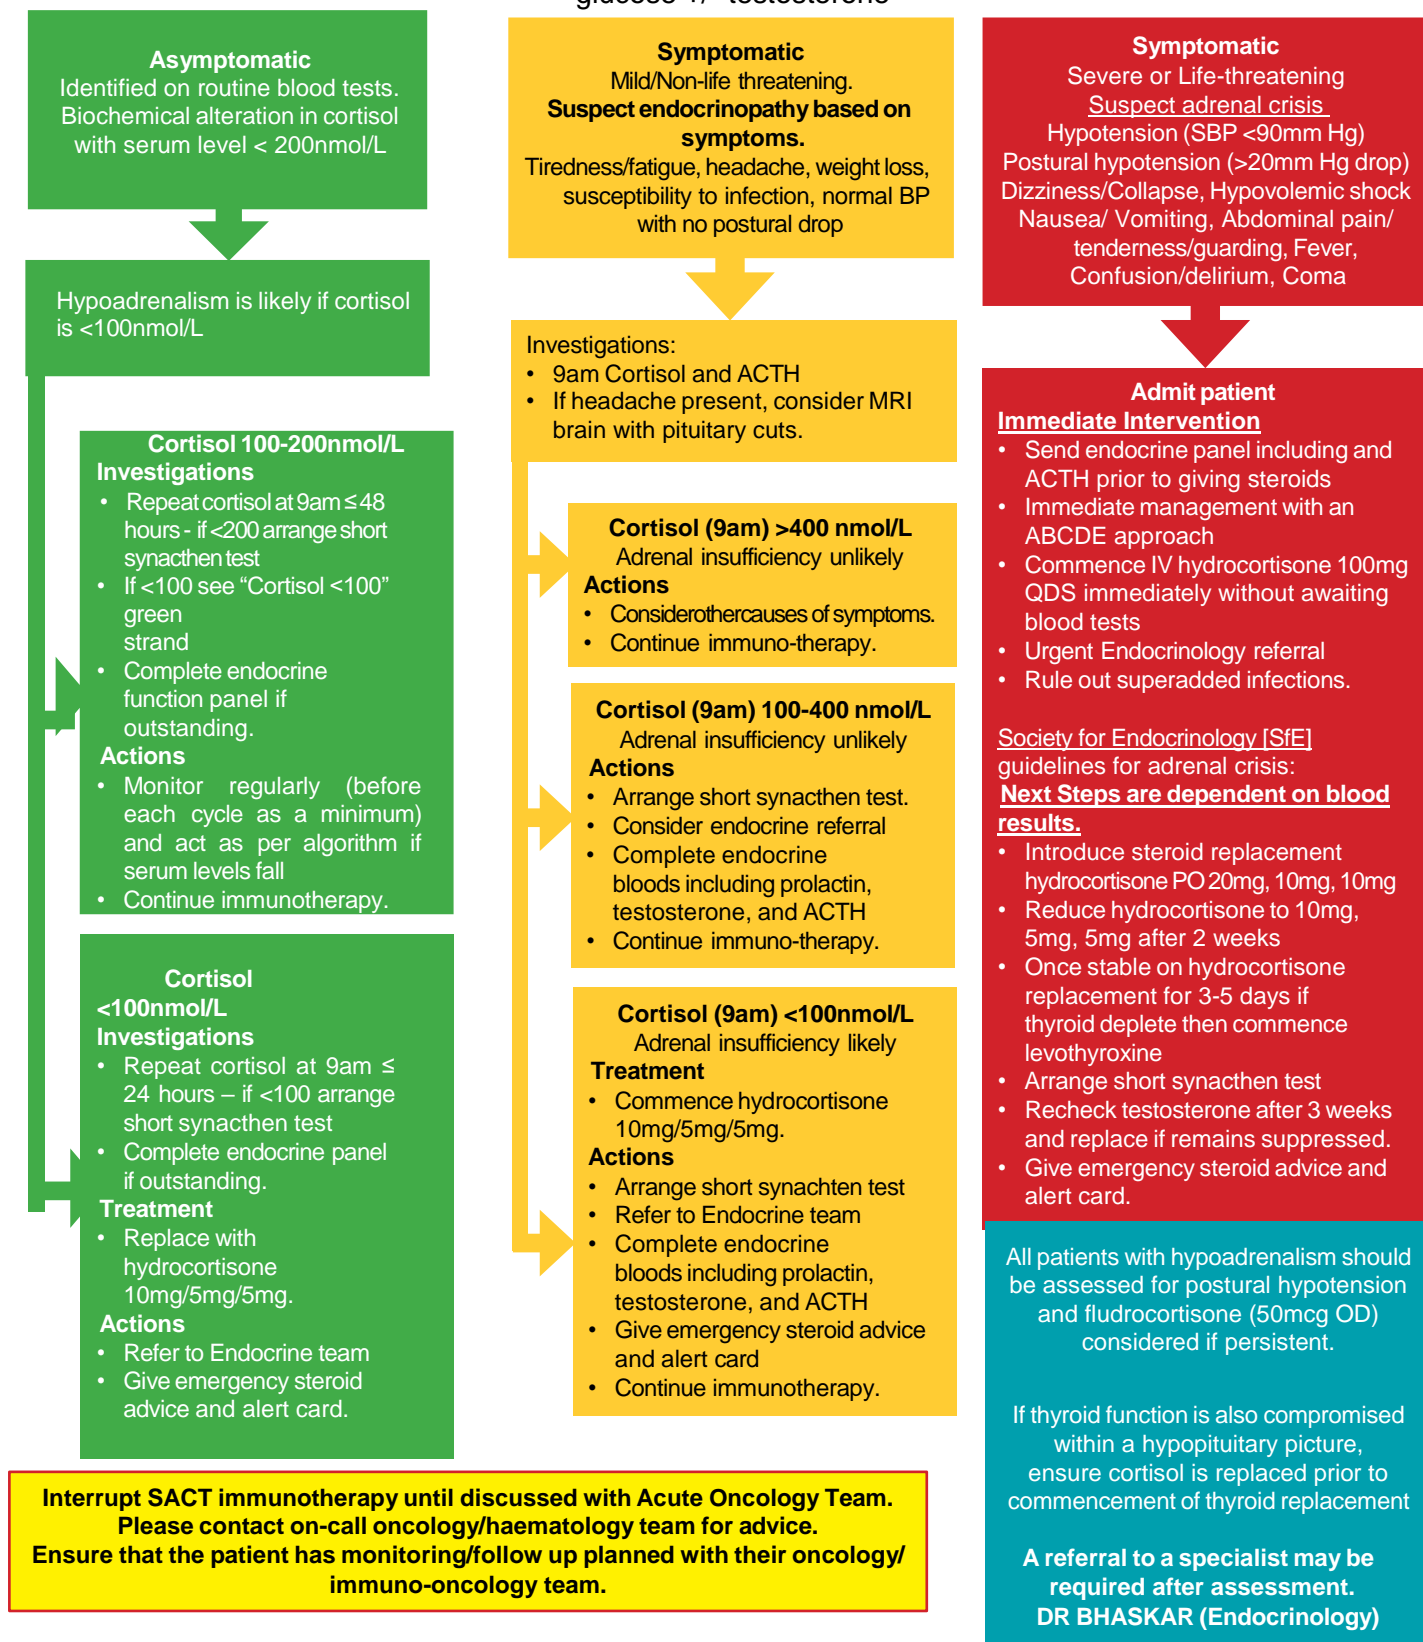 glucose +/- testosterone
Asymptomatic
Identified on routine blood tests.
Biochemical alteration in cortisol
with serum level < 200nmol/L
Hypoadrenalism is likely if cortisol
is <100nmol/L
Cortisol 100-200nmol/L
Investigations
• Repeat cortisol at 9am ≤ 48
hours - if <200 arrange short
synacthen test
• If <100 see “Cortisol <100”
green
strand
• Complete endocrine
function panel if
outstanding.
Actions
• Monitor regularly (before
each cycle as a minimum)
and act as per algorithm if
serum levels fall
• Continue immunotherapy.
Cortisol
<100nmol/L
Investigations
• Repeat cortisol at 9am ≤
24 hours – if <100 arrange
short synacthen test
• Complete endocrine panel
if outstanding.
Treatment
• Replace with
hydrocortisone
10mg/5mg/5mg.
Actions
• Refer to Endocrine team
• Give emergency steroid
advice and alert card.
Symptomatic
Mild/Non-life threatening.
Suspect endocrinopathy based on
symptoms.
Tiredness/fatigue, headache, weight loss,
susceptibility to infection, normal BP
with no postural drop
Investigations:
• 9am Cortisol and ACTH
• If headache present, consider MRI
brain with pituitary cuts.
Cortisol (9am) >400 nmol/L
Adrenal insufficiency unlikely
Actions
• Considerothercauses of symptoms.
• Continue immuno-therapy.
Cortisol (9am) 100-400 nmol/L
Adrenal insufficiency unlikely
Actions
• Arrange short synacthen test.
• Consider endocrine referral
• Complete endocrine
bloods including prolactin,
testosterone, and ACTH
• Continue immuno-therapy.
Cortisol (9am) <100nmol/L
Adrenal insufficiency likely
Treatment
• Commence hydrocortisone
10mg/5mg/5mg.
Actions
• Arrange short synachten test
• Refer to Endocrine team
• Complete endocrine
bloods including prolactin,
testosterone, and ACTH
• Give emergency steroid advice
and alert card
• Continue immunotherapy.
Symptomatic
Severe or Life-threatening
Suspect adrenal crisis
Hypotension (SBP <90mm Hg)
Postural hypotension (>20mm Hg drop)
Dizziness/Collapse, Hypovolemic shock
Nausea/ Vomiting, Abdominal pain/
tenderness/guarding, Fever,
Confusion/delirium, Coma
Admit patient
Immediate Intervention
• Send endocrine panel including and
ACTH prior to giving steroids
• Immediate management with an
ABCDE approach
• Commence IV hydrocortisone 100mg
QDS immediately without awaiting
blood tests
• Urgent Endocrinology referral
• Rule out superadded infections.
Society for Endocrinology [SfE]
guidelines for adrenal crisis:
Next Steps are dependent on blood
results.
• Introduce steroid replacement
hydrocortisone PO 20mg, 10mg, 10mg
• Reduce hydrocortisone to 10mg,
5mg, 5mg after 2 weeks
• Once stable on hydrocortisone
replacement for 3-5 days if
thyroid deplete then commence
levothyroxine
• Arrange short synacthen test
• Recheck testosterone after 3 weeks
and replace if remains suppressed.
• Give emergency steroid advice and
alert card.
All patients with hypoadrenalism should
be assessed for postural hypotension
and fludrocortisone (50mcg OD)
considered if persistent.
If thyroid function is also compromised
within a hypopituitary picture,
ensure cortisol is replaced prior to
commencement of thyroid replacement
A referral to a specialist may be
required after assessment.
DR BHASKAR (Endocrinology)
Interrupt SACT immunotherapy until discussed with Acute Oncology Team.
Please contact on-call oncology/haematology team for advice.
Ensure that the patient has monitoring/follow up planned with their oncology/
immuno-oncology team.